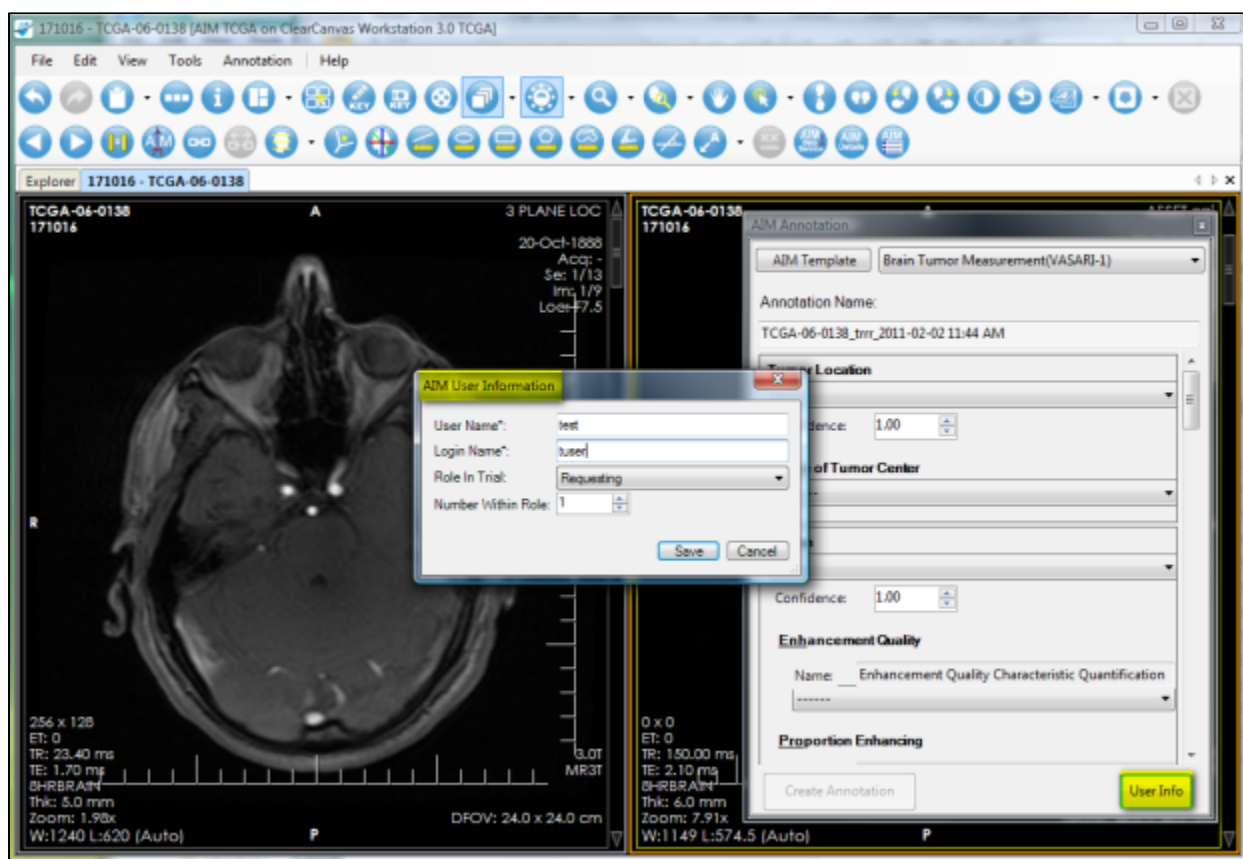 171016 - TCGA-06-0138 [AIM TCGA on ClearCanvas Workstation 3.0 TCGA]
File Edit View Tools Annotation Help
KEY KEY
AIM AIM AIM
Explorer 171016 - TCGA-06-0138
TCGA-06-0138
171016
A
3 PLANE LOC
20-Oct-1888
Acq: -
Se: 1/13
Im: 1/9
R
256 x 128
ET: 0
TR: 23.40 ms
TE: 1.70 ms
8HRBRAIN
Thk: 5.0 mm
Zoom: 1.98x
W:1240 L:620 (Auto)
P
3.0T
MR3T
DFOV: 24.0 x 24.0 cm
TCGA-06-0138
171016
0 x 0
ET: 0
TR: 150.00 ms
TE: 2.10 ms
8HRBRAIN
Thk: 6.0 mm
Zoom: 7.91x
W:1149 L:574.5 (Auto)
P
AIM User Information
User Name*: test
Login Name*: tuser
Role In Trial: Requesting
Number Within Role: 1
Save Cancel
AIM Annotation
AIM Template Brain Tumor Measurement(VASARI-1)
Annotation Name:
TCGA-06-0138_trrr_2011-02-02 11:44 AM
Location
1.00
of Tumor Center
Confidence: 1.00
Enhancement Quality
Name: Enhancement Quality Characteristic Quantification
------
Proportion Enhancing
Create Annotation User Info